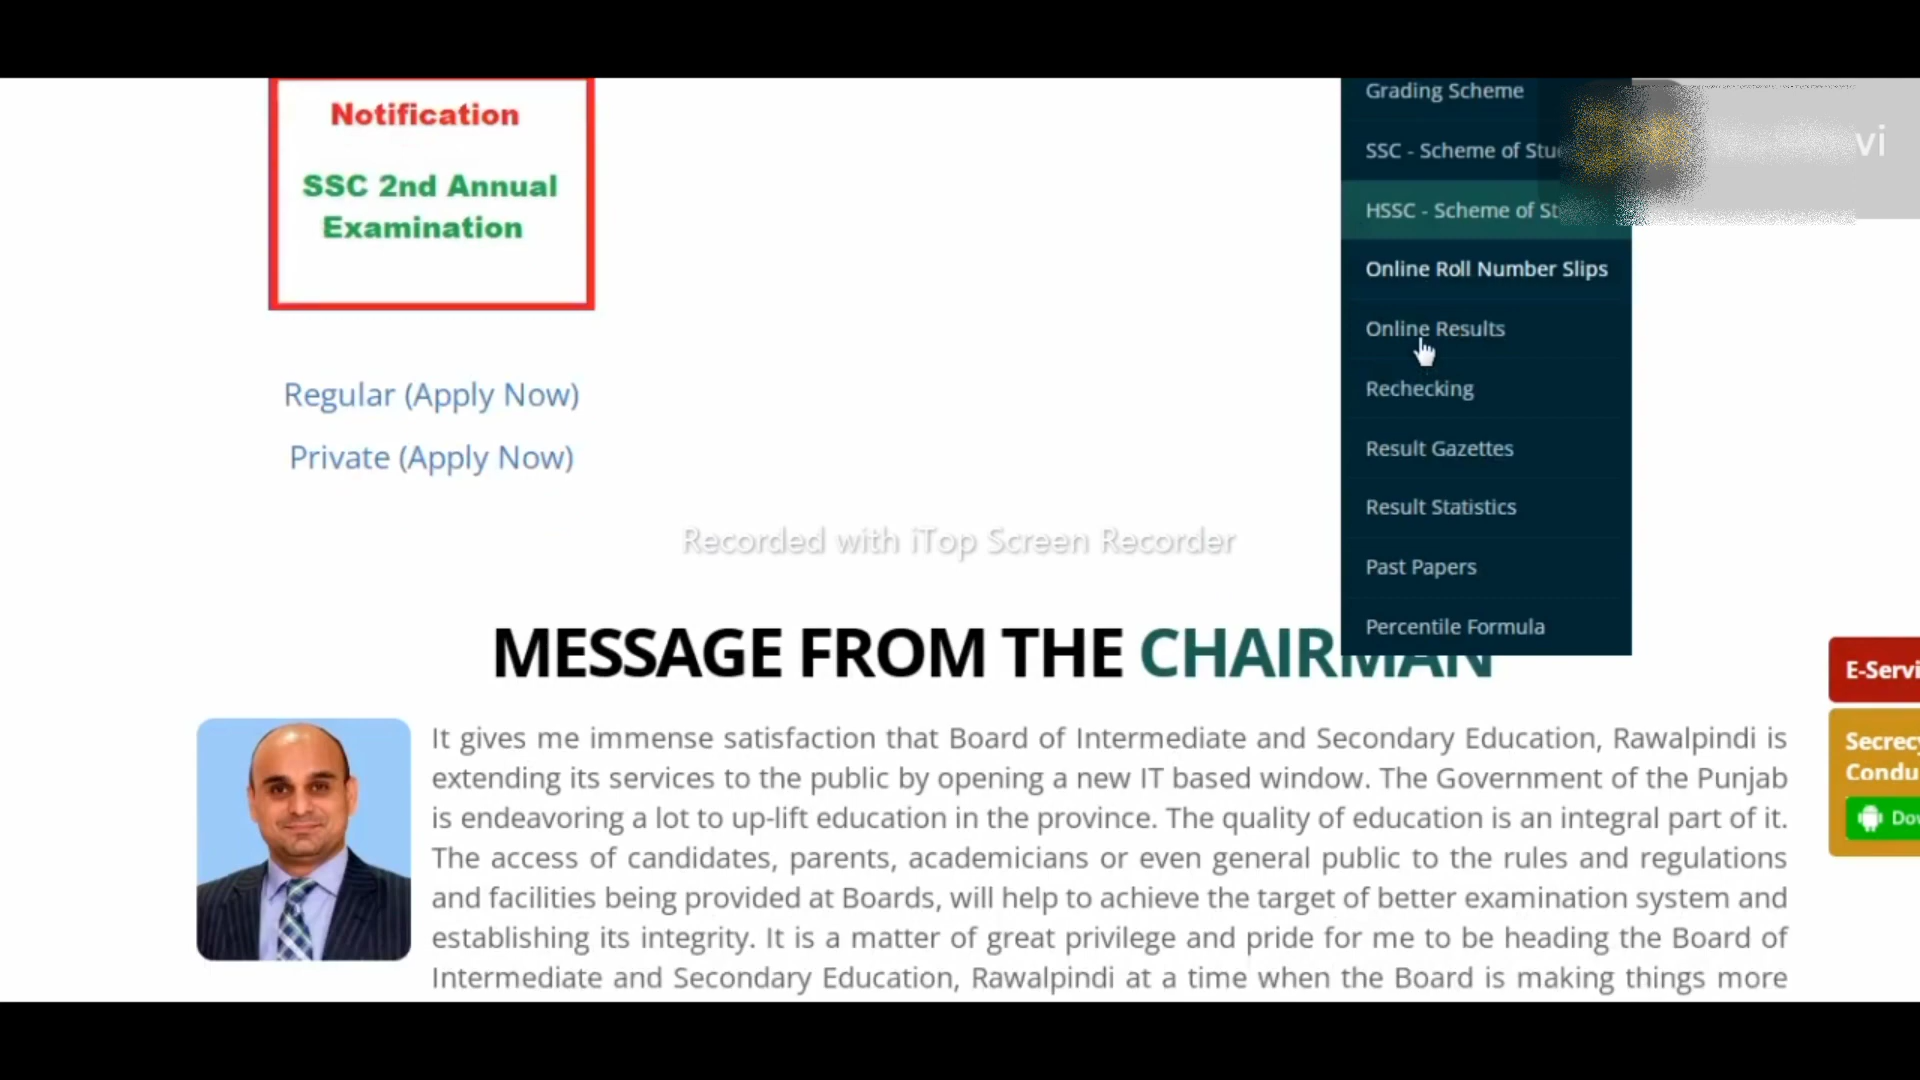 Notification
SSC 2nd Annual
Examination
Regular (Apply Now)
Private (Apply Now)
Grading Scheme
SSC - Scheme of
HSSC - Scheme of
Online Roll Number Slips
Online Results
Rechecking
Result Gazettes
Result Statistics
Past Papers
Percentile Formula
Recorded with iTop Screen Recorder
MESSAGE FROM THE CHAIRMAN
It gives me immense satisfaction that Board of Intermediate and Secondary Education, Rawalpindi is
extending its services to the public by opening a new IT based window. The Government of the Punjab
is endeavoring a lot to up-lift education in the province. The quality of education is an integral part of it.
The access of candidates, parents, academicians or even general public to the rules and regulations
and facilities being provided at Boards, will help to achieve the target of better examination system and
establishing its integrity. It is a matter of great privilege and pride for me to be heading the Board of
Intermediate and Secondary Education, Rawalpindi at a time when the Board is making things more